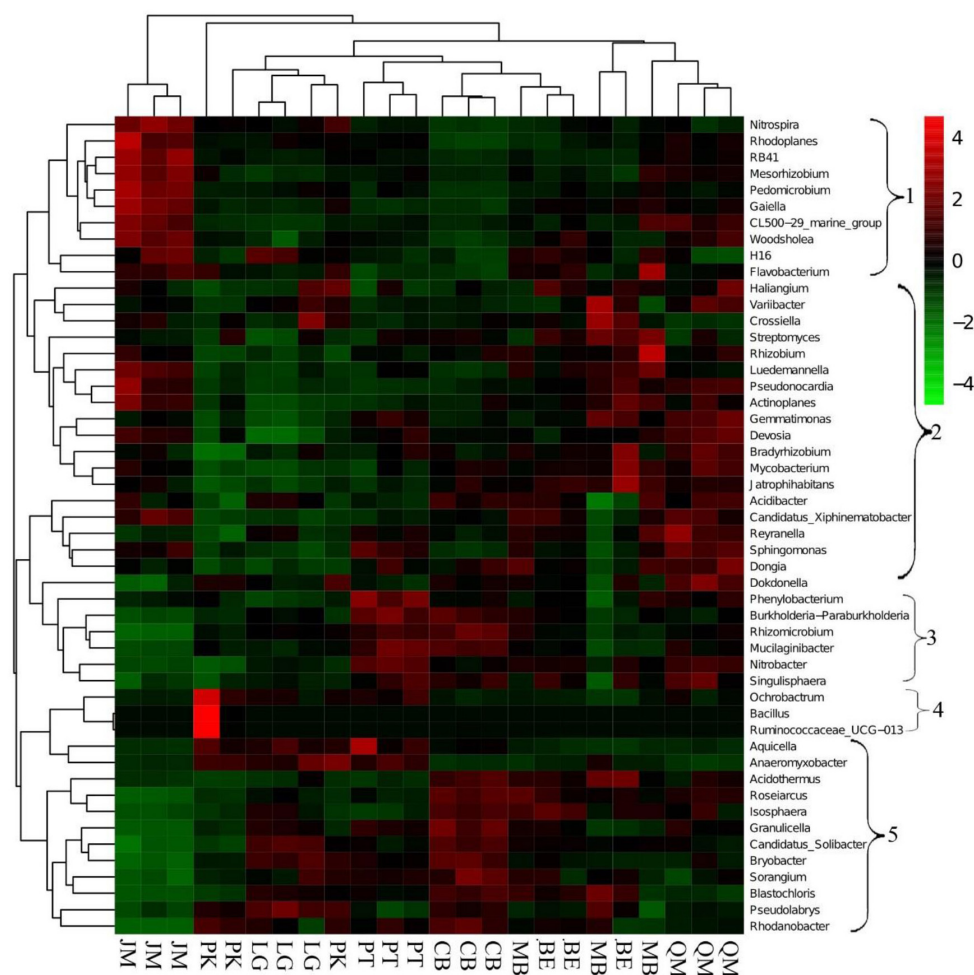 Nitrospira
Rhodoplanes
RB41
Mesorhizobium
Pedomicrobium
Gaiella
CL500-29_marine_group
Woodsholea
H16
Flavobacterium
Haliangium
Variibacter
Crossiella
Streptomyces
Rhizobium
Luedemannella
Pseudonocardia
Actinoplanes
Gemmatimonas
Devosia
Bradyrhizobium
Mycobacterium
Jatrophihabitans
Acidibacter
Candidatus_Xiphinematobacter
Reyranella
Sphingomonas
Dongia
Dokdonella
Phenylobacterium
Burkholderia-Paraburkholderia
Rhizomicrobium
Mucilaginibacter
Nitrobacter
Singulisphaera
Ochrobactrum
Bacillus
Ruminococcaceae_UCG-013
Aquicella
Anaeromyxobacter
Acidothermus
Roseiarcus
Isosphaera
Granulicella
Candidatus_Solibacter
Bryobacter
Sorangium
Blastochloris
Pseudolabrys
Rhodanobacter
1
2
3
4
5
4
2
0
-2
-4
JM JM JM PK PK LG LG LG PK PT PT PT CB CB CB MB BE BE MB BE MB QM QM QM